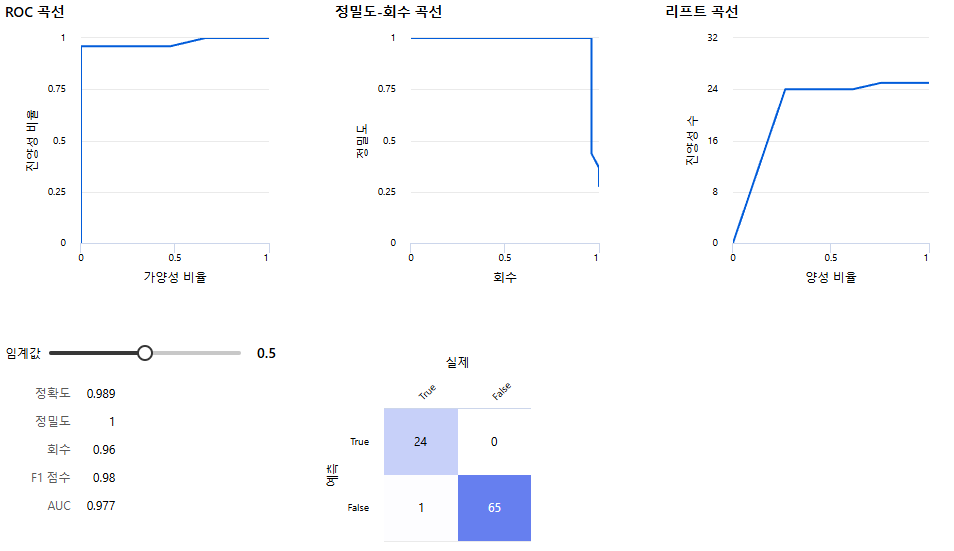 ROC 곡선
1
0.75
0.5
0.25
0
0
0.5
1
진양성 비율
가양성 비율
정밀도-회수 곡선
1
0.75
0.5
0.25
0
0
0.5
1
정밀도
회수
리프트 곡선
32
24
16
8
0
0
0.5
1
진양성 수
양성 비율
임계값
0.5
정확도 0.989
정밀도 1
회수 0.96
F1 점수 0.98
AUC 0.977
실제
True
False
예측
True 24 0
False 1 65